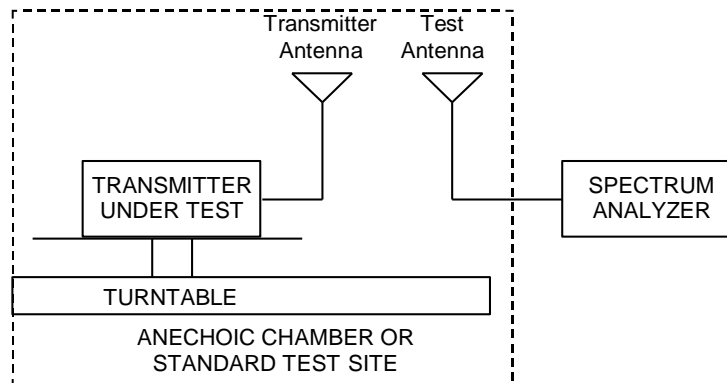 Transmitter
Antenna
Test
Antenna
TRANSMITTER
UNDER TEST
SPECTRUM
ANALYZER
TURNTABLE
ANECHOIC CHAMBER OR
STANDARD TEST SITE